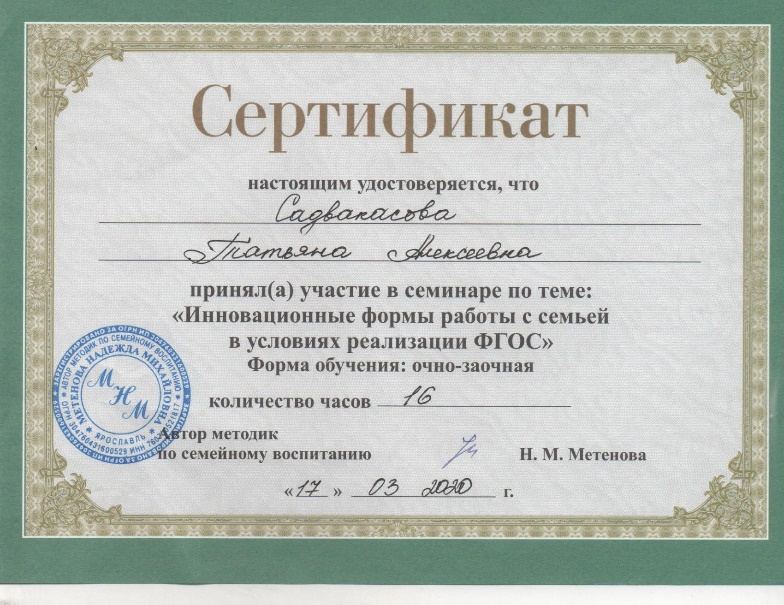 Сертификат
настоящим удостоверяется, что
Садвакасова
Татьяна Алексеевна
принял(а) участие в семинаре по теме:
«Инновационные формы работы с семьей
в условиях реализации ФГОС»
Форма обучения: очно-заочная
количество часов 16
МЕТЕНОВА НАДЕЖДА МИХАЙЛОВНА
АВТОР МЕТОДИК ПО СЕМЕЙНОМУ ВОСПИТАНИЮ
МНМ
ЯРОСЛАВЛЬ
Автор методик
по семейному воспитанию Н. М. Метенова
«17» 03 2020 г.